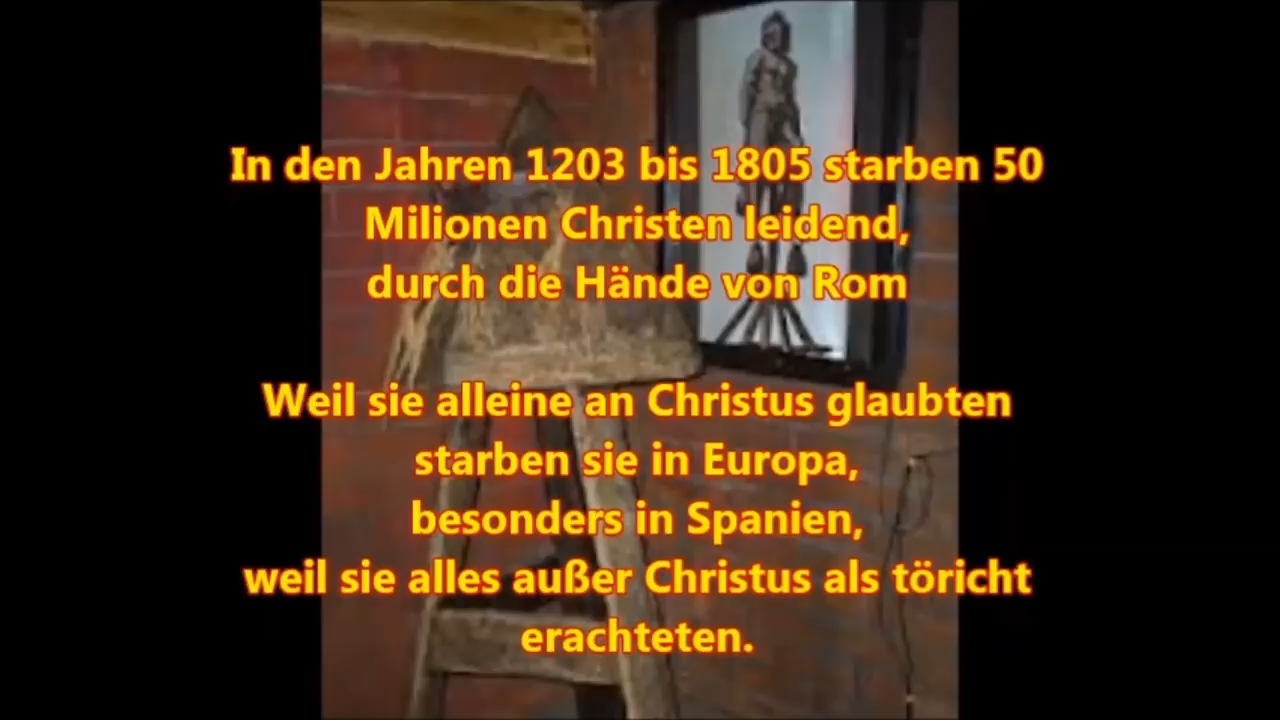 In den Jahren 1203 bis 1805 starben 50
Milionen Christen leidend,
durch die Hände von Rom
Weil sie alleine an Christus glaubten
starben sie in Europa,
besonders in Spanien,
weil sie alles außer Christus als töricht
erachteten.